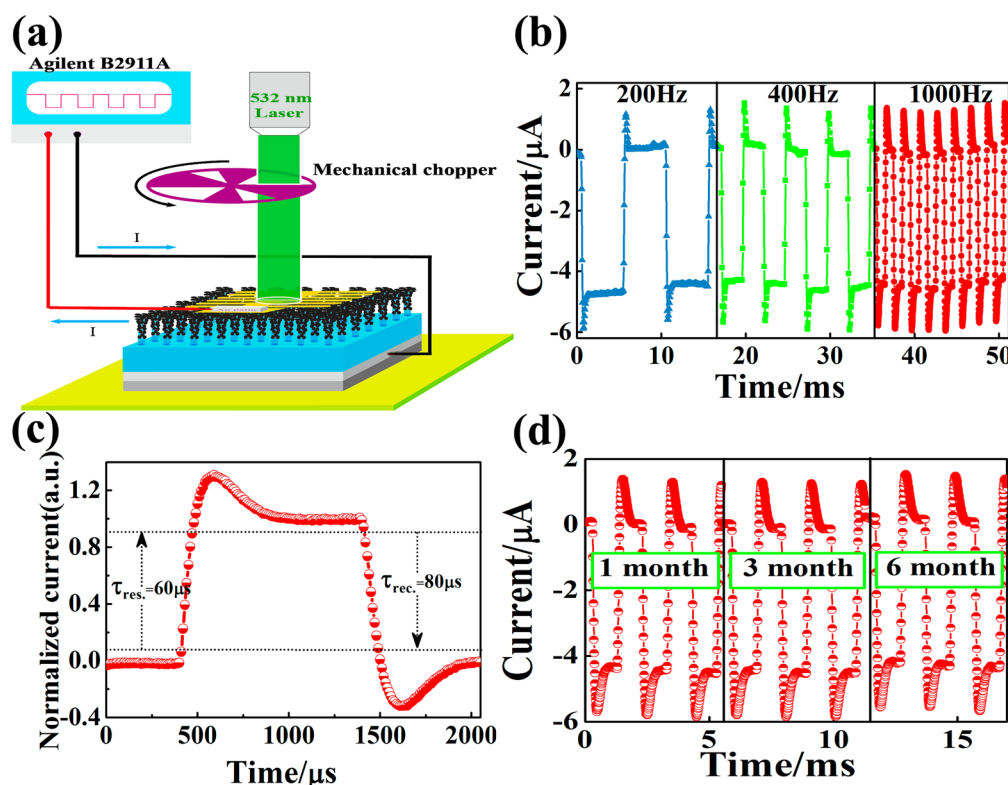 (a)
Agilent B2911A
532 nm
Laser
Mechanical chopper
I
I
(b)
200Hz
400Hz
1000Hz
Current/μA
2
0
-2
-4
-6
0
10
20
30
40
50
Time/ms
(c)
Normalized current(a.u.)
1.2
0.8
0.4
0.0
-0.4
τres.=60μs
τrec.=80μs
0
500
1000
1500
2000
Time/μs
(d)
Current/μA
2
0
-2
-4
-6
1 month
3 month
6 month
0
5
10
15
Time/ms